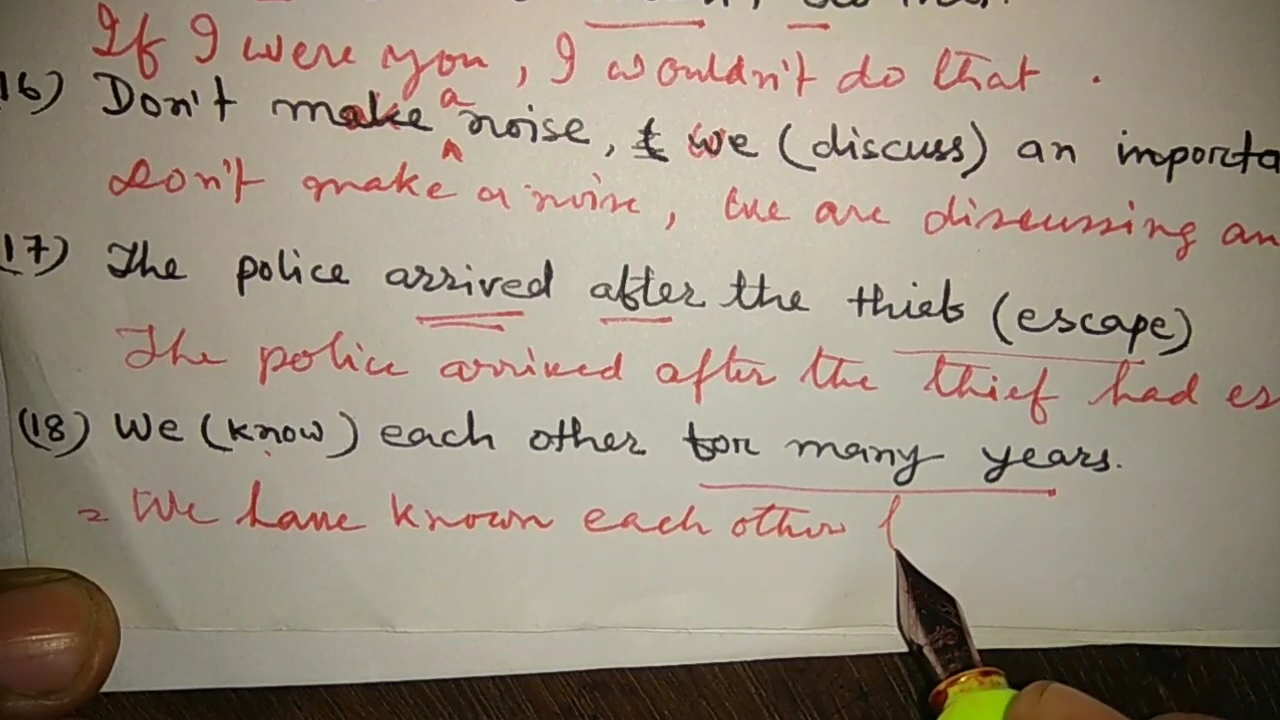 If I were you, I wouldn't do that.
16) Don't make a noise, we (discuss) an importa
Don't make a noise, we are discussing an
(17) The police arrived after the thief (escape)
The police arrived after the thief had es
(18) We (know) each other for many years.
= We have known each other f